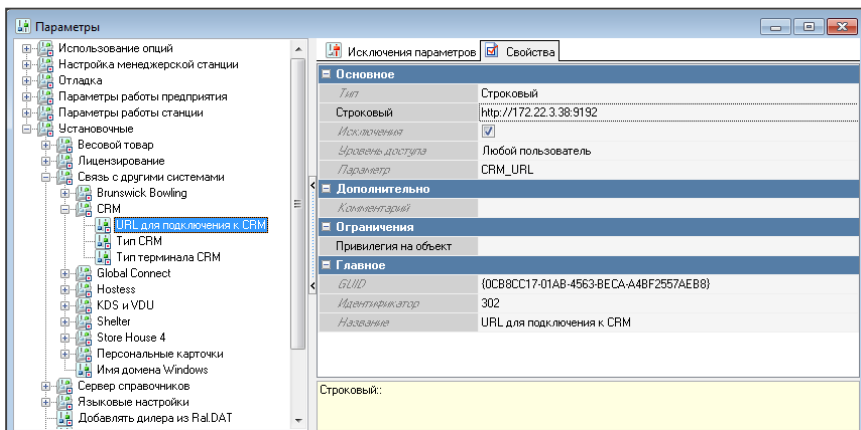 Параметры
Использование опций
Настройка менеджерской станции
Отладка
Параметры работы предприятия
Параметры работы станции
Установочные
Весовой товар
Лицензирование
Связь с другими системами
Brunswick Bowling
CRM
URL для подключения к CRM
Тип CRM
Тип терминала CRM
Global Connect
Hostess
KDS и VDU
Shelter
Store House 4
Персональные карточки
Имя домена Windows
Сервер справочников
Языковые настройки
Добавлять дилера из Ral.DAT
Исключения параметров Свойства
Основное
Тип Строковый
Строковый http://172.22.3.38:9192
Исключения
Уровень доступа Любой пользователь
Параметр CRM_URL
Дополнительно
Комментарий
Ограничения
Привилегия на объект
Главное
GUID {0CB8CC17-01AB-4563-BECA-A4BF2557AEB8}
Идентификатор 302
Название URL для подключения к CRM
Строковый::